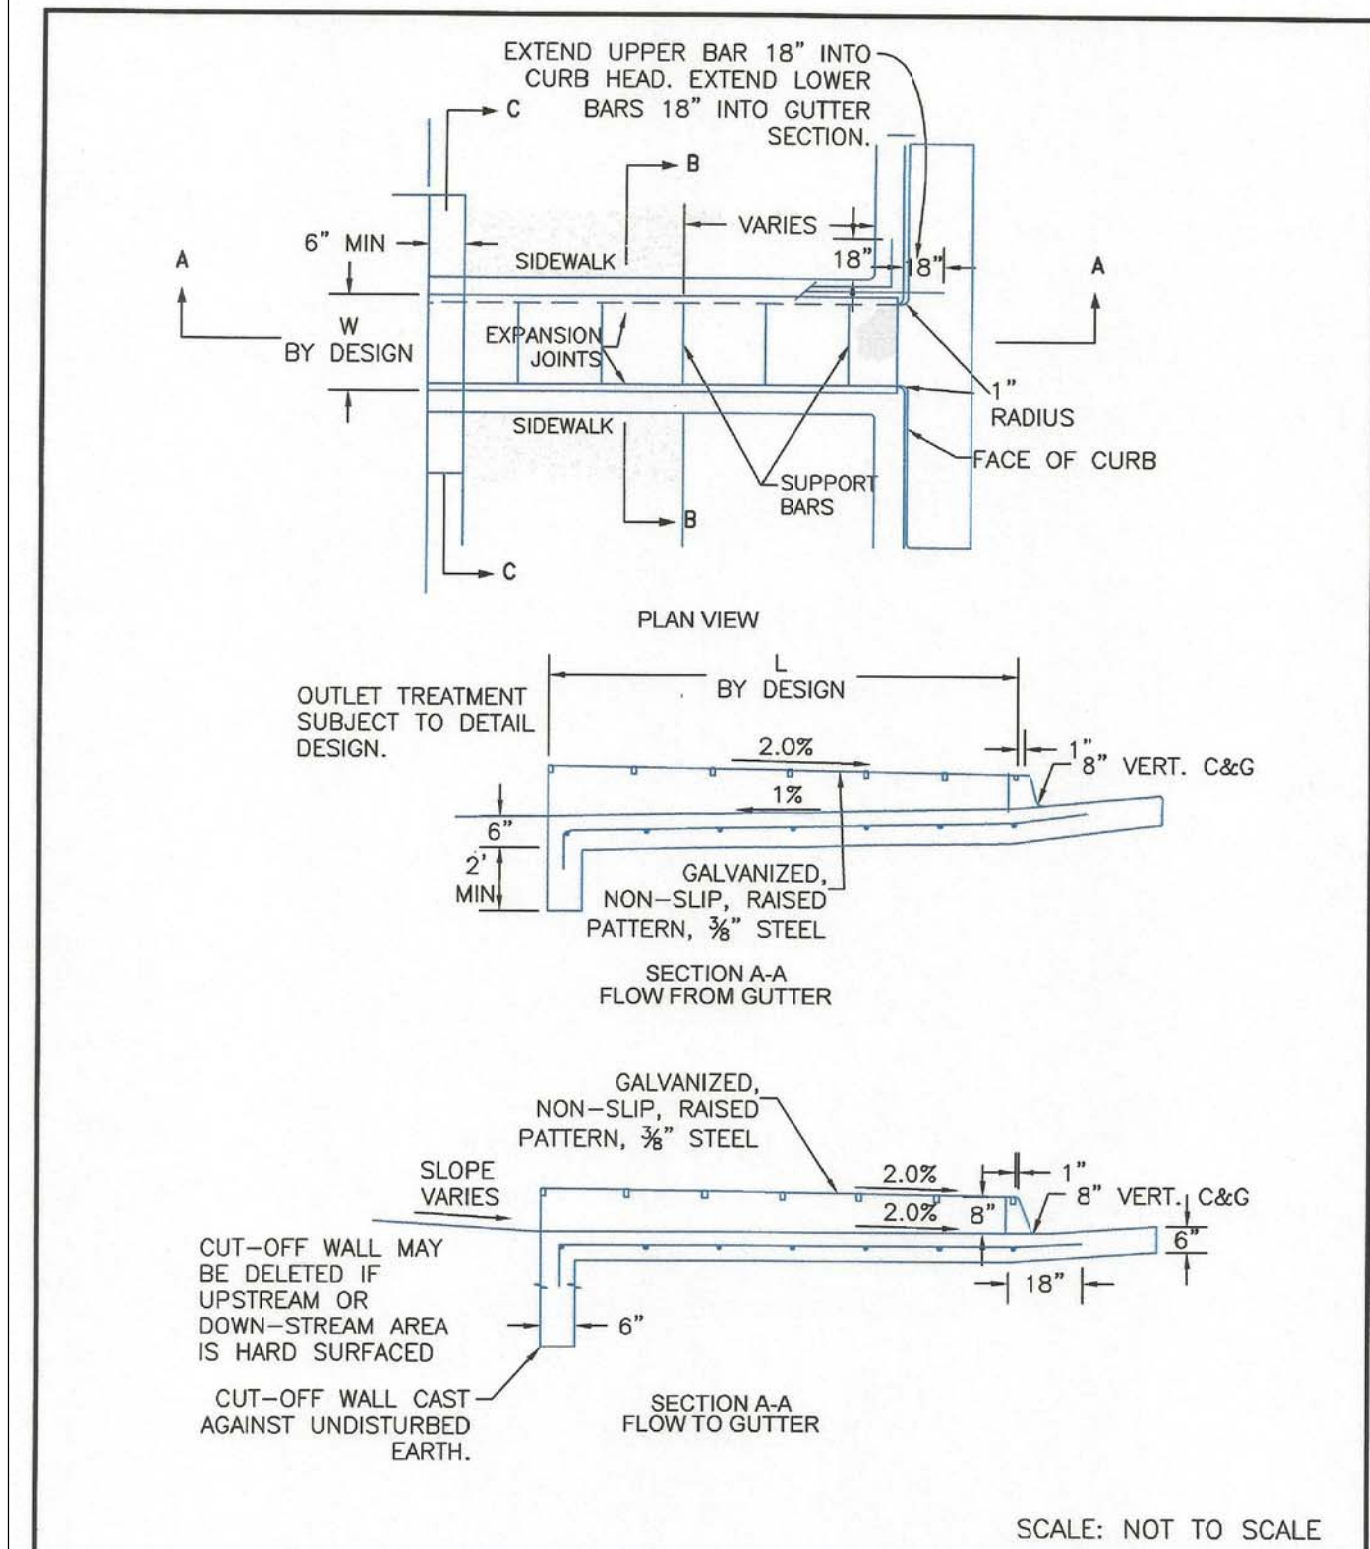 EXTEND UPPER BAR 18" INTO
CURB HEAD. EXTEND LOWER
BARS 18" INTO GUTTER
SECTION.
C
B
VARIES
6" MIN
18"
18"
A
A
SIDEWALK
W
BY DESIGN
EXPANSION
JOINTS
1"
RADIUS
SIDEWALK
FACE OF CURB
SUPPORT
BARS
B
C
PLAN VIEW
L
BY DESIGN
OUTLET TREATMENT
SUBJECT TO DETAIL
DESIGN.
2.0%
1"
8" VERT. C&G
1%
6"
2'
MIN
GALVANIZED,
NON-SLIP, RAISED
PATTERN, ⅜" STEEL
SECTION A-A
FLOW FROM GUTTER
GALVANIZED,
NON-SLIP, RAISED
PATTERN, ⅜" STEEL
SLOPE
VARIES
2.0%
1"
8" VERT. C&G
2.0%
8"
6"
CUT-OFF WALL MAY
BE DELETED IF
UPSTREAM OR
DOWN-STREAM AREA
IS HARD SURFACED
18"
6"
CUT-OFF WALL CAST
AGAINST UNDISTURBED
EARTH.
SECTION A-A
FLOW TO GUTTER
SCALE: NOT TO SCALE